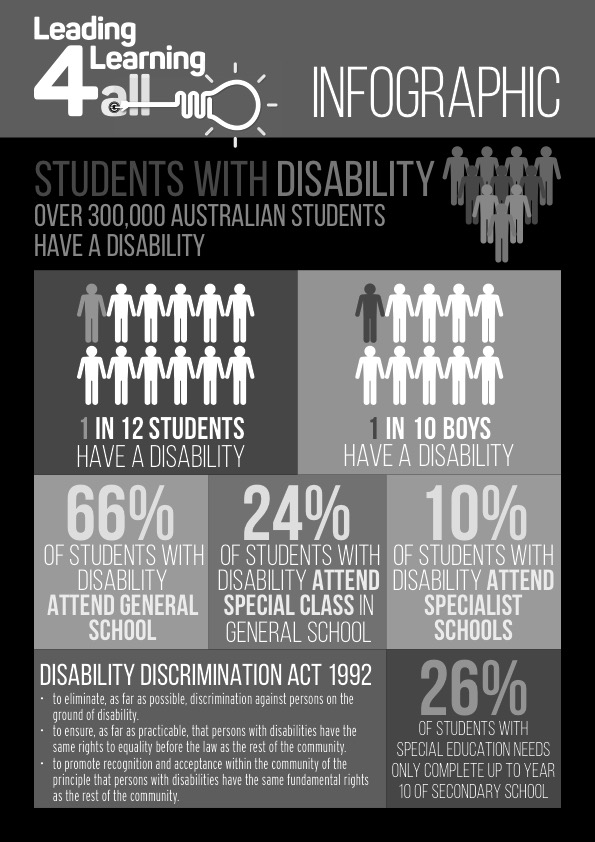 Leading
Learning
4 all
INFOGRAPHIC
STUDENTS WITH DISABILITY
OVER 300,000 AUSTRALIAN STUDENTS
HAVE A DISABILITY
1 IN 12 STUDENTS
HAVE A DISABILITY
1 IN 10 BOYS
HAVE A DISABILITY
66%
OF STUDENTS WITH
DISABILITY
ATTEND GENERAL
SCHOOL
24%
OF STUDENTS WITH
DISABILITY ATTEND
SPECIAL CLASS IN
GENERAL SCHOOL
10%
OF STUDENTS WITH
DISABILITY ATTEND
SPECIALIST
SCHOOLS
DISABILITY DISCRIMINATION ACT 1992
• to eliminate, as far as possible, discrimination against persons on the
ground of disability.
• to ensure, as far as practicable, that persons with disabilities have the
same rights to equality before the law as the rest of the community.
• to promote recognition and acceptance within the community of the
principle that persons with disabilities have the same fundamental rights
as the rest of the community.
26%
OF STUDENTS WITH
SPECIAL EDUCATION NEEDS
ONLY COMPLETE UP TO YEAR
10 OF SECONDARY SCHOOL